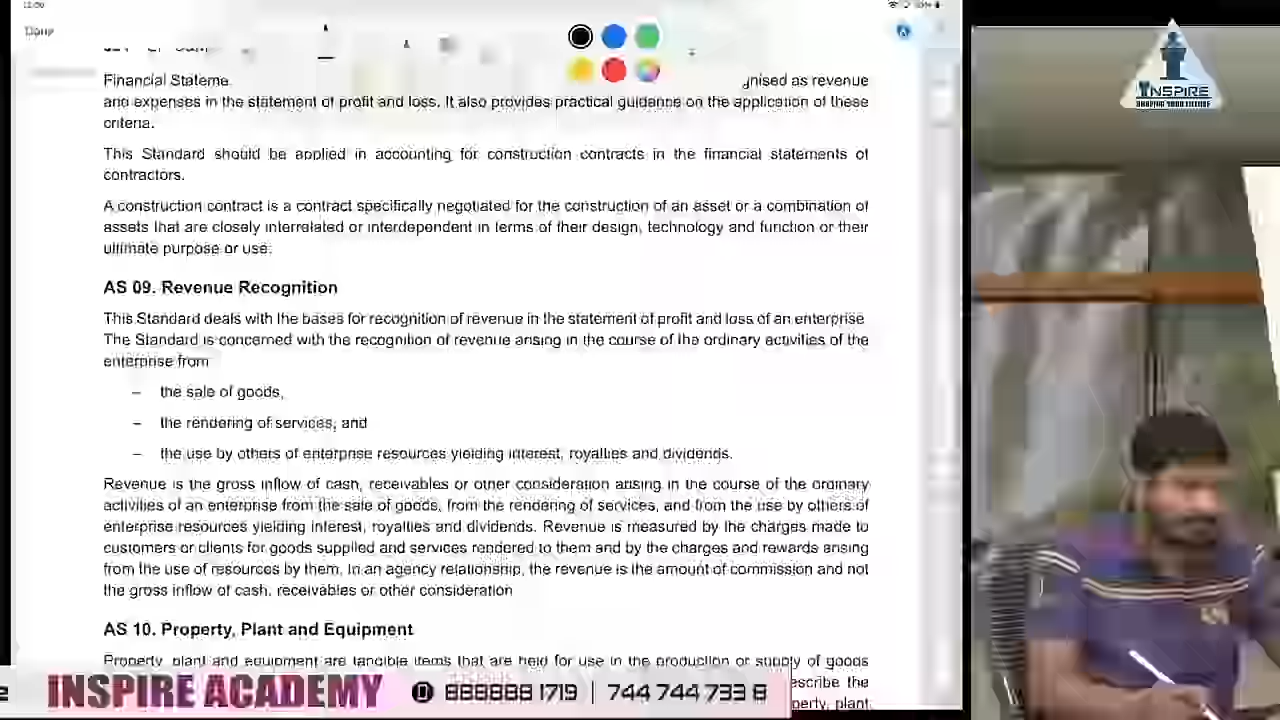 Done
Financial Stateme
gnised as revenue
and expenses in the statement of profit and loss. It also provides practical guidance on the application of these
criteria.
This Standard should be applied in accounting for construction contracts in the financial statements of
contractors.
A construction contract is a contract specifically negotiated for the construction of an asset or a combination of
assets that are closely interrelated or interdependent in terms of their design, technology and function or their
ultimate purpose or use.
AS 09. Revenue Recognition
This Standard deals with the bases for recognition of revenue in the statement of profit and loss of an enterprise
The Standard is concerned with the recognition of revenue arising in the course of the ordinary activities of the
enterprise from
– the sale of goods,
– the rendering of services, and
– the use by others of enterprise resources yielding interest, royalties and dividends.
Revenue is the gross inflow of cash, receivables or other consideration arising in the course of the ordinary
activities of an enterprise from the sale of goods, from the rendering of services, and from the use by others of
enterprise resources yielding interest, royalties and dividends. Revenue is measured by the charges made to
customers or clients for goods supplied and services rendered to them and by the charges and rewards arising
from the use of resources by them. In an agency relationship, the revenue is the amount of commission and not
the gross inflow of cash, receivables or other consideration
AS 10. Property, Plant and Equipment
Property, plant and equipment are tangible items that are held for use in the production or supply of goods
escribe the
perty, plant
INSPIRE ACADEMY 888888 1719 | 744 744 733 8
INSPIRE